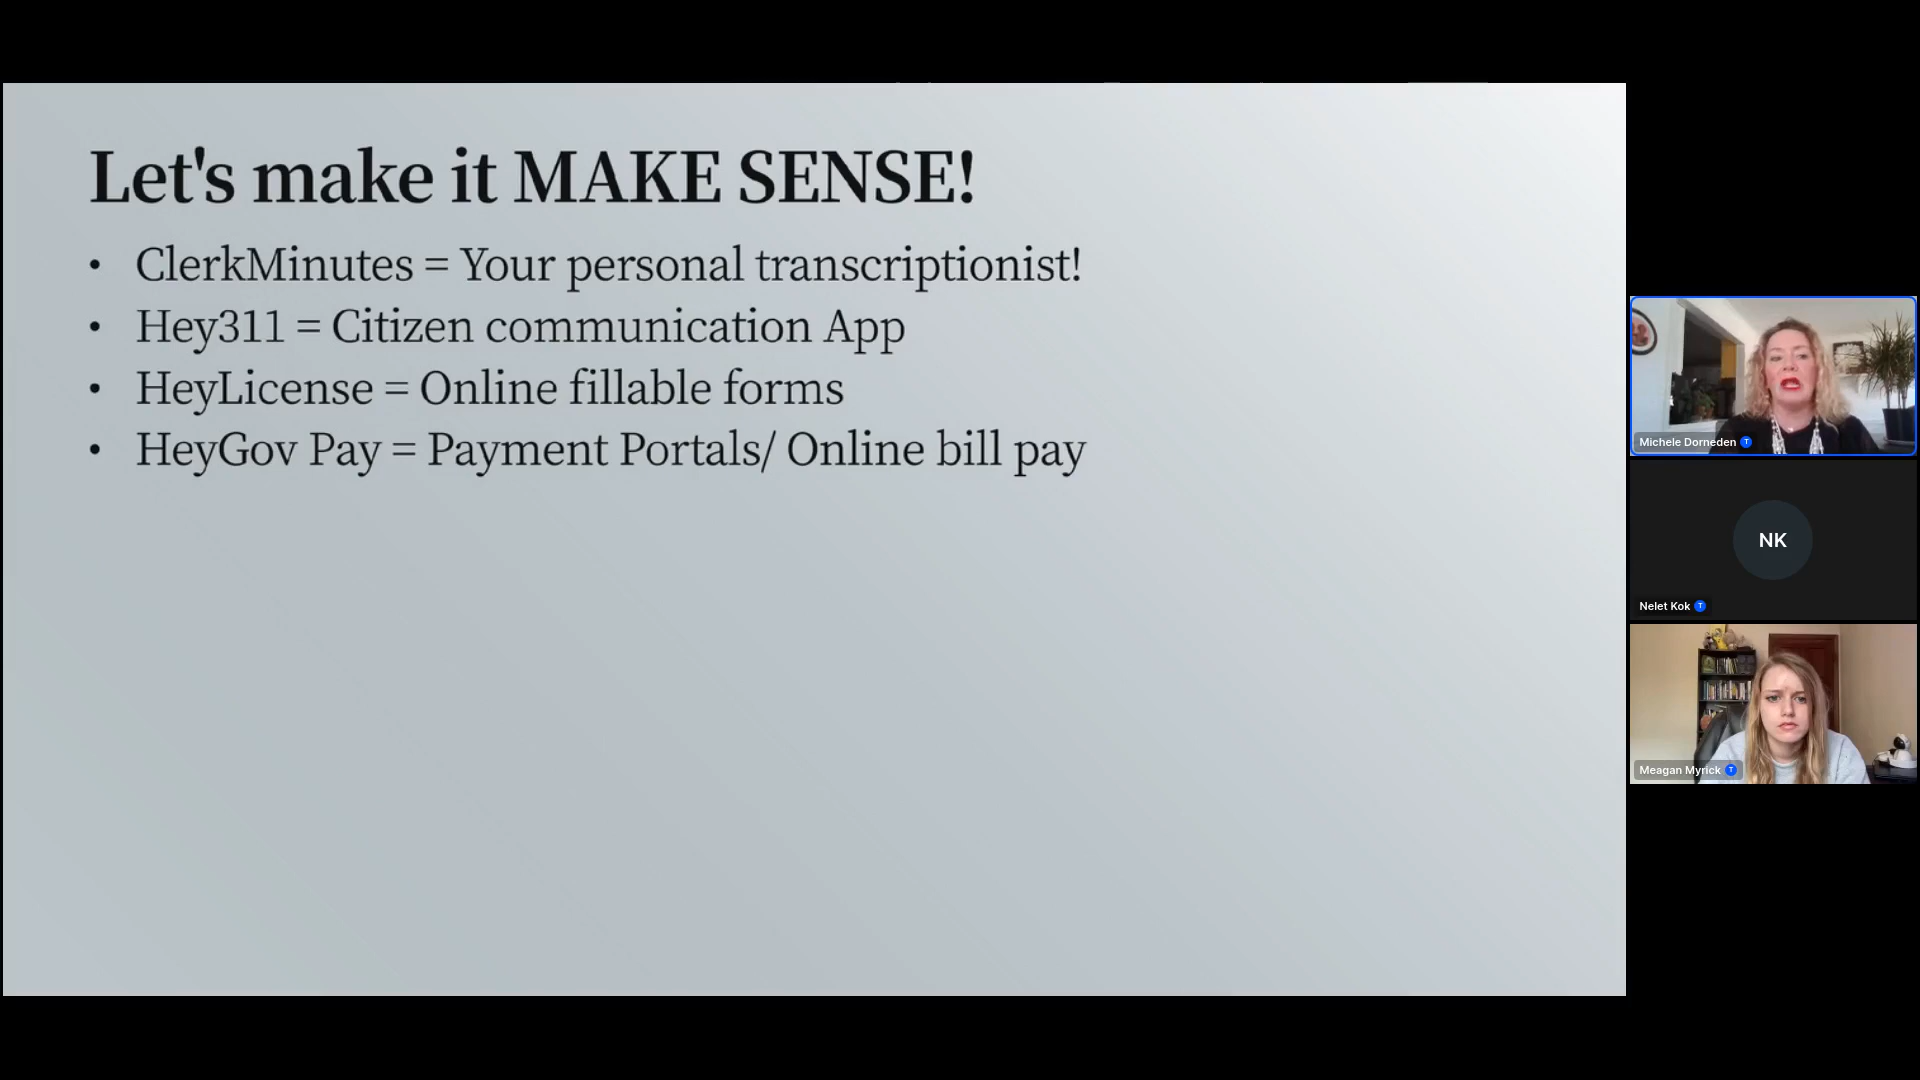 Let's make it MAKE SENSE!
• ClerkMinutes = Your personal transcriptionist!
• Hey311 = Citizen communication App
• HeyLicense = Online fillable forms
• HeyGov Pay = Payment Portals/ Online bill pay
Michele Dorneden T
NK
Nelet Kok T
Meagan Myrick T